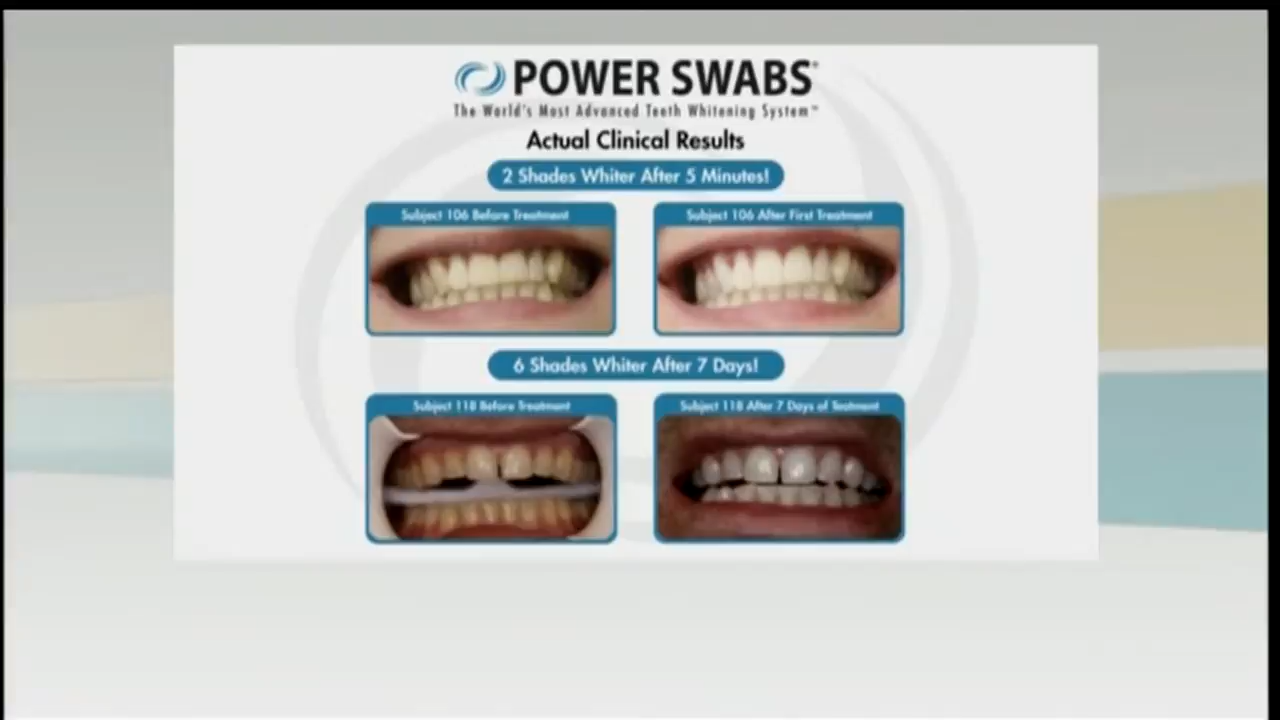 POWER SWABS®
The World's Most Advanced Teeth Whitening System™
Actual Clinical Results
2 Shades Whiter After 5 Minutes!
Subject 106 Before Treatment
Subject 106 After First Treatment
6 Shades Whiter After 7 Days!
Subject 118 Before Treatment
Subject 118 After 7 Days of Teatment